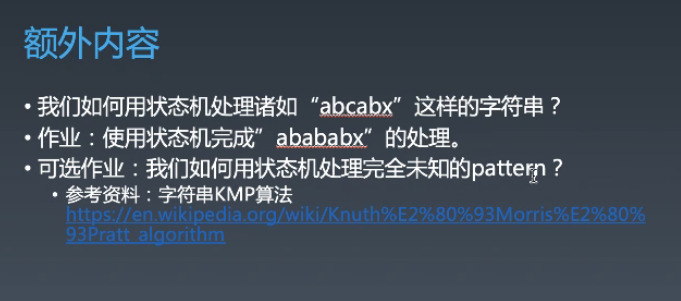 额外内容
• 我们如何用状态机处理诸如“abcabx”这样的字符串？
• 作业：使用状态机完成”abababx”的处理。
• 可选作业：我们如何用状态机处理完全未知的pattern？
• 参考资料：字符串KMP算法
https://en.wikipedia.org/wiki/Knuth%E2%80%93Morris%E2%80%
93Pratt_algorithm